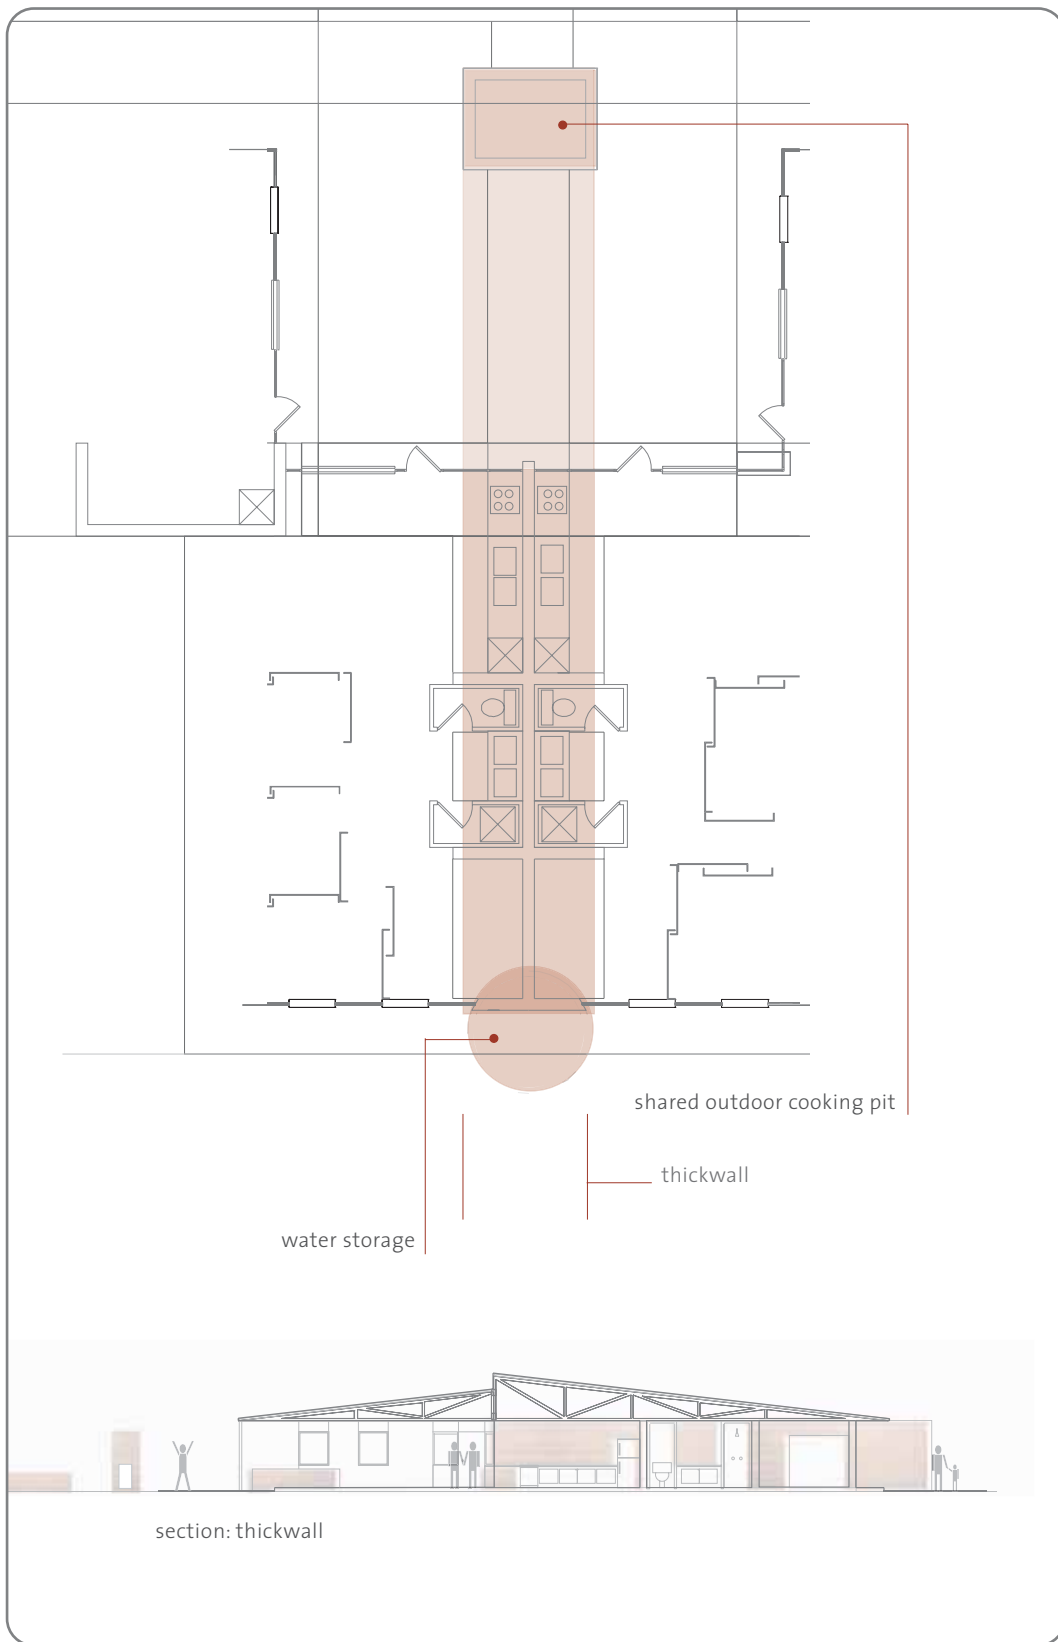 shared outdoor cooking pit
thickwall
water storage
section: thickwall